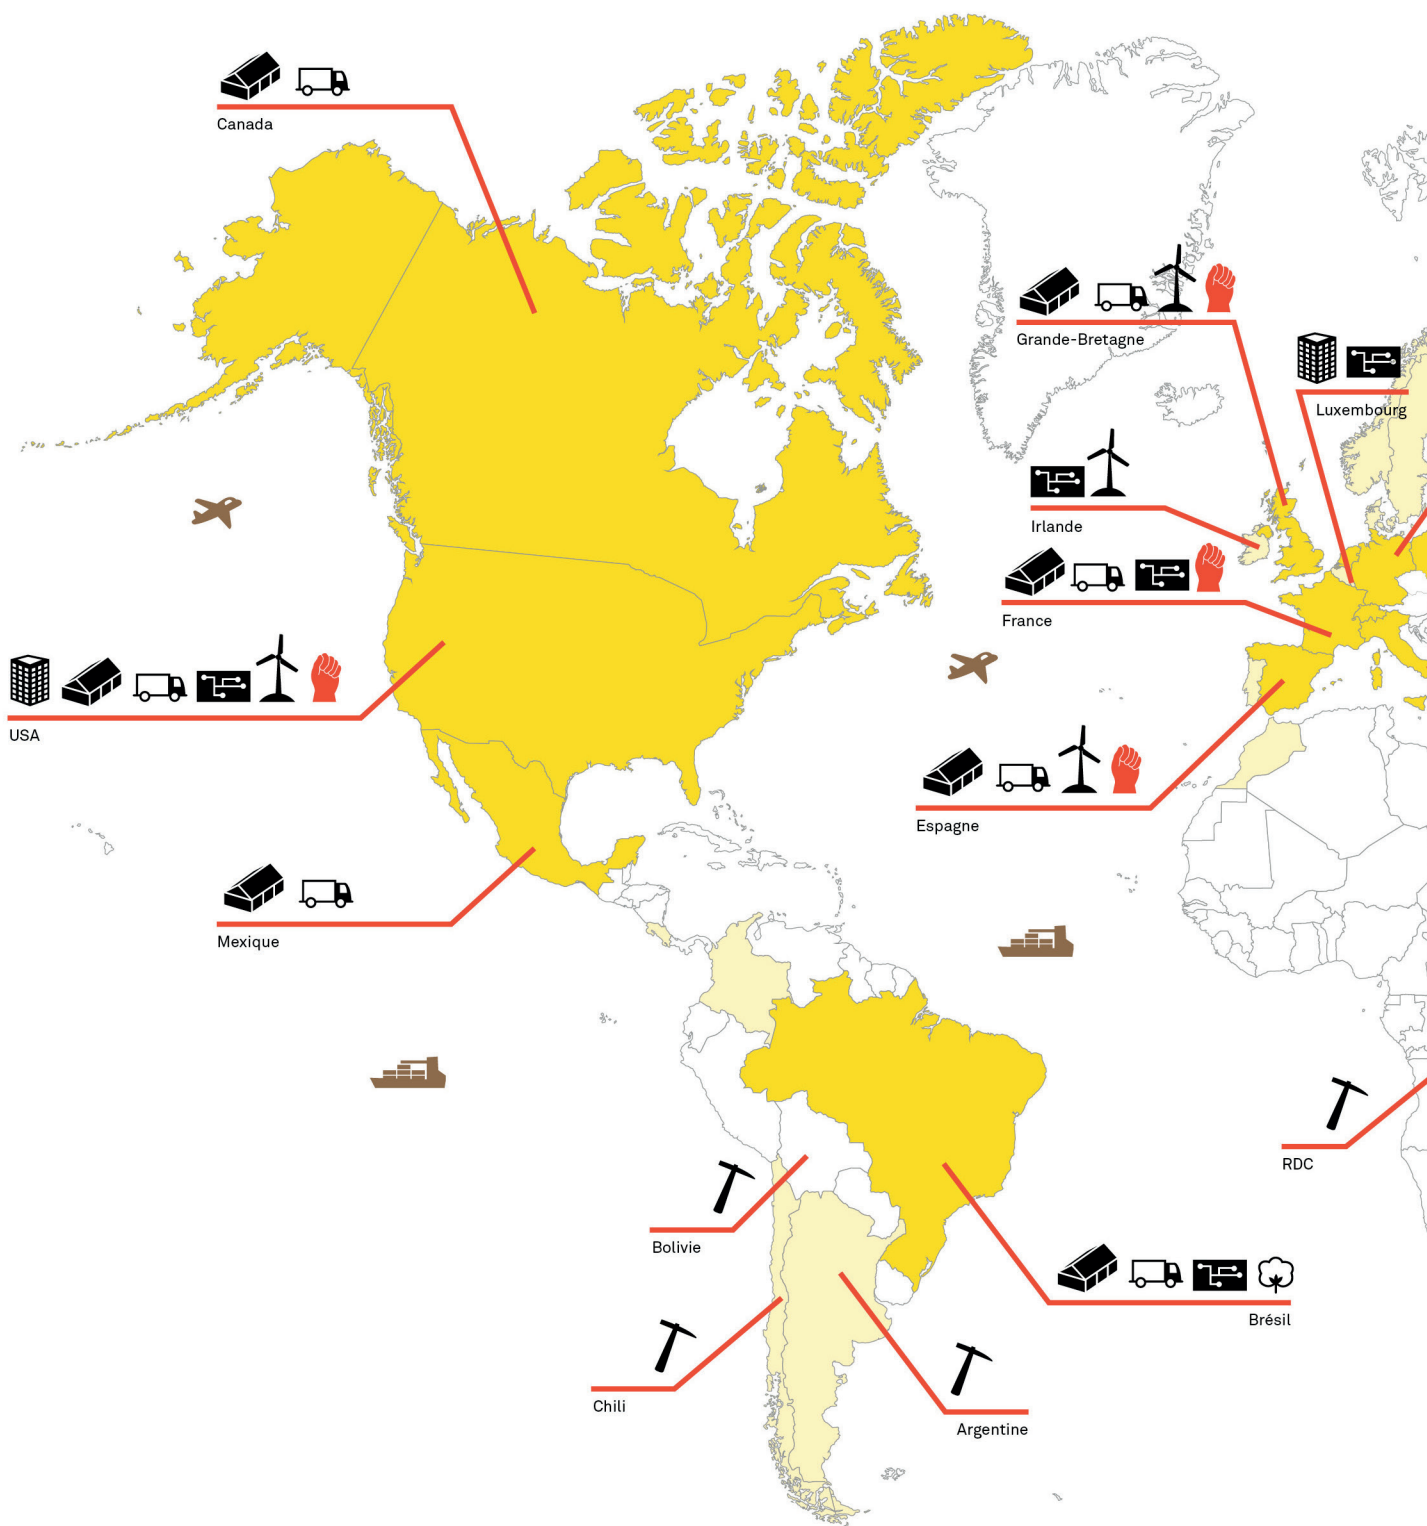 Canada
Grande-Bretagne
Luxembourg
Irlande
France
USA
Espagne
Mexique
RDC
Bolivie
Brésil
Chili
Argentine